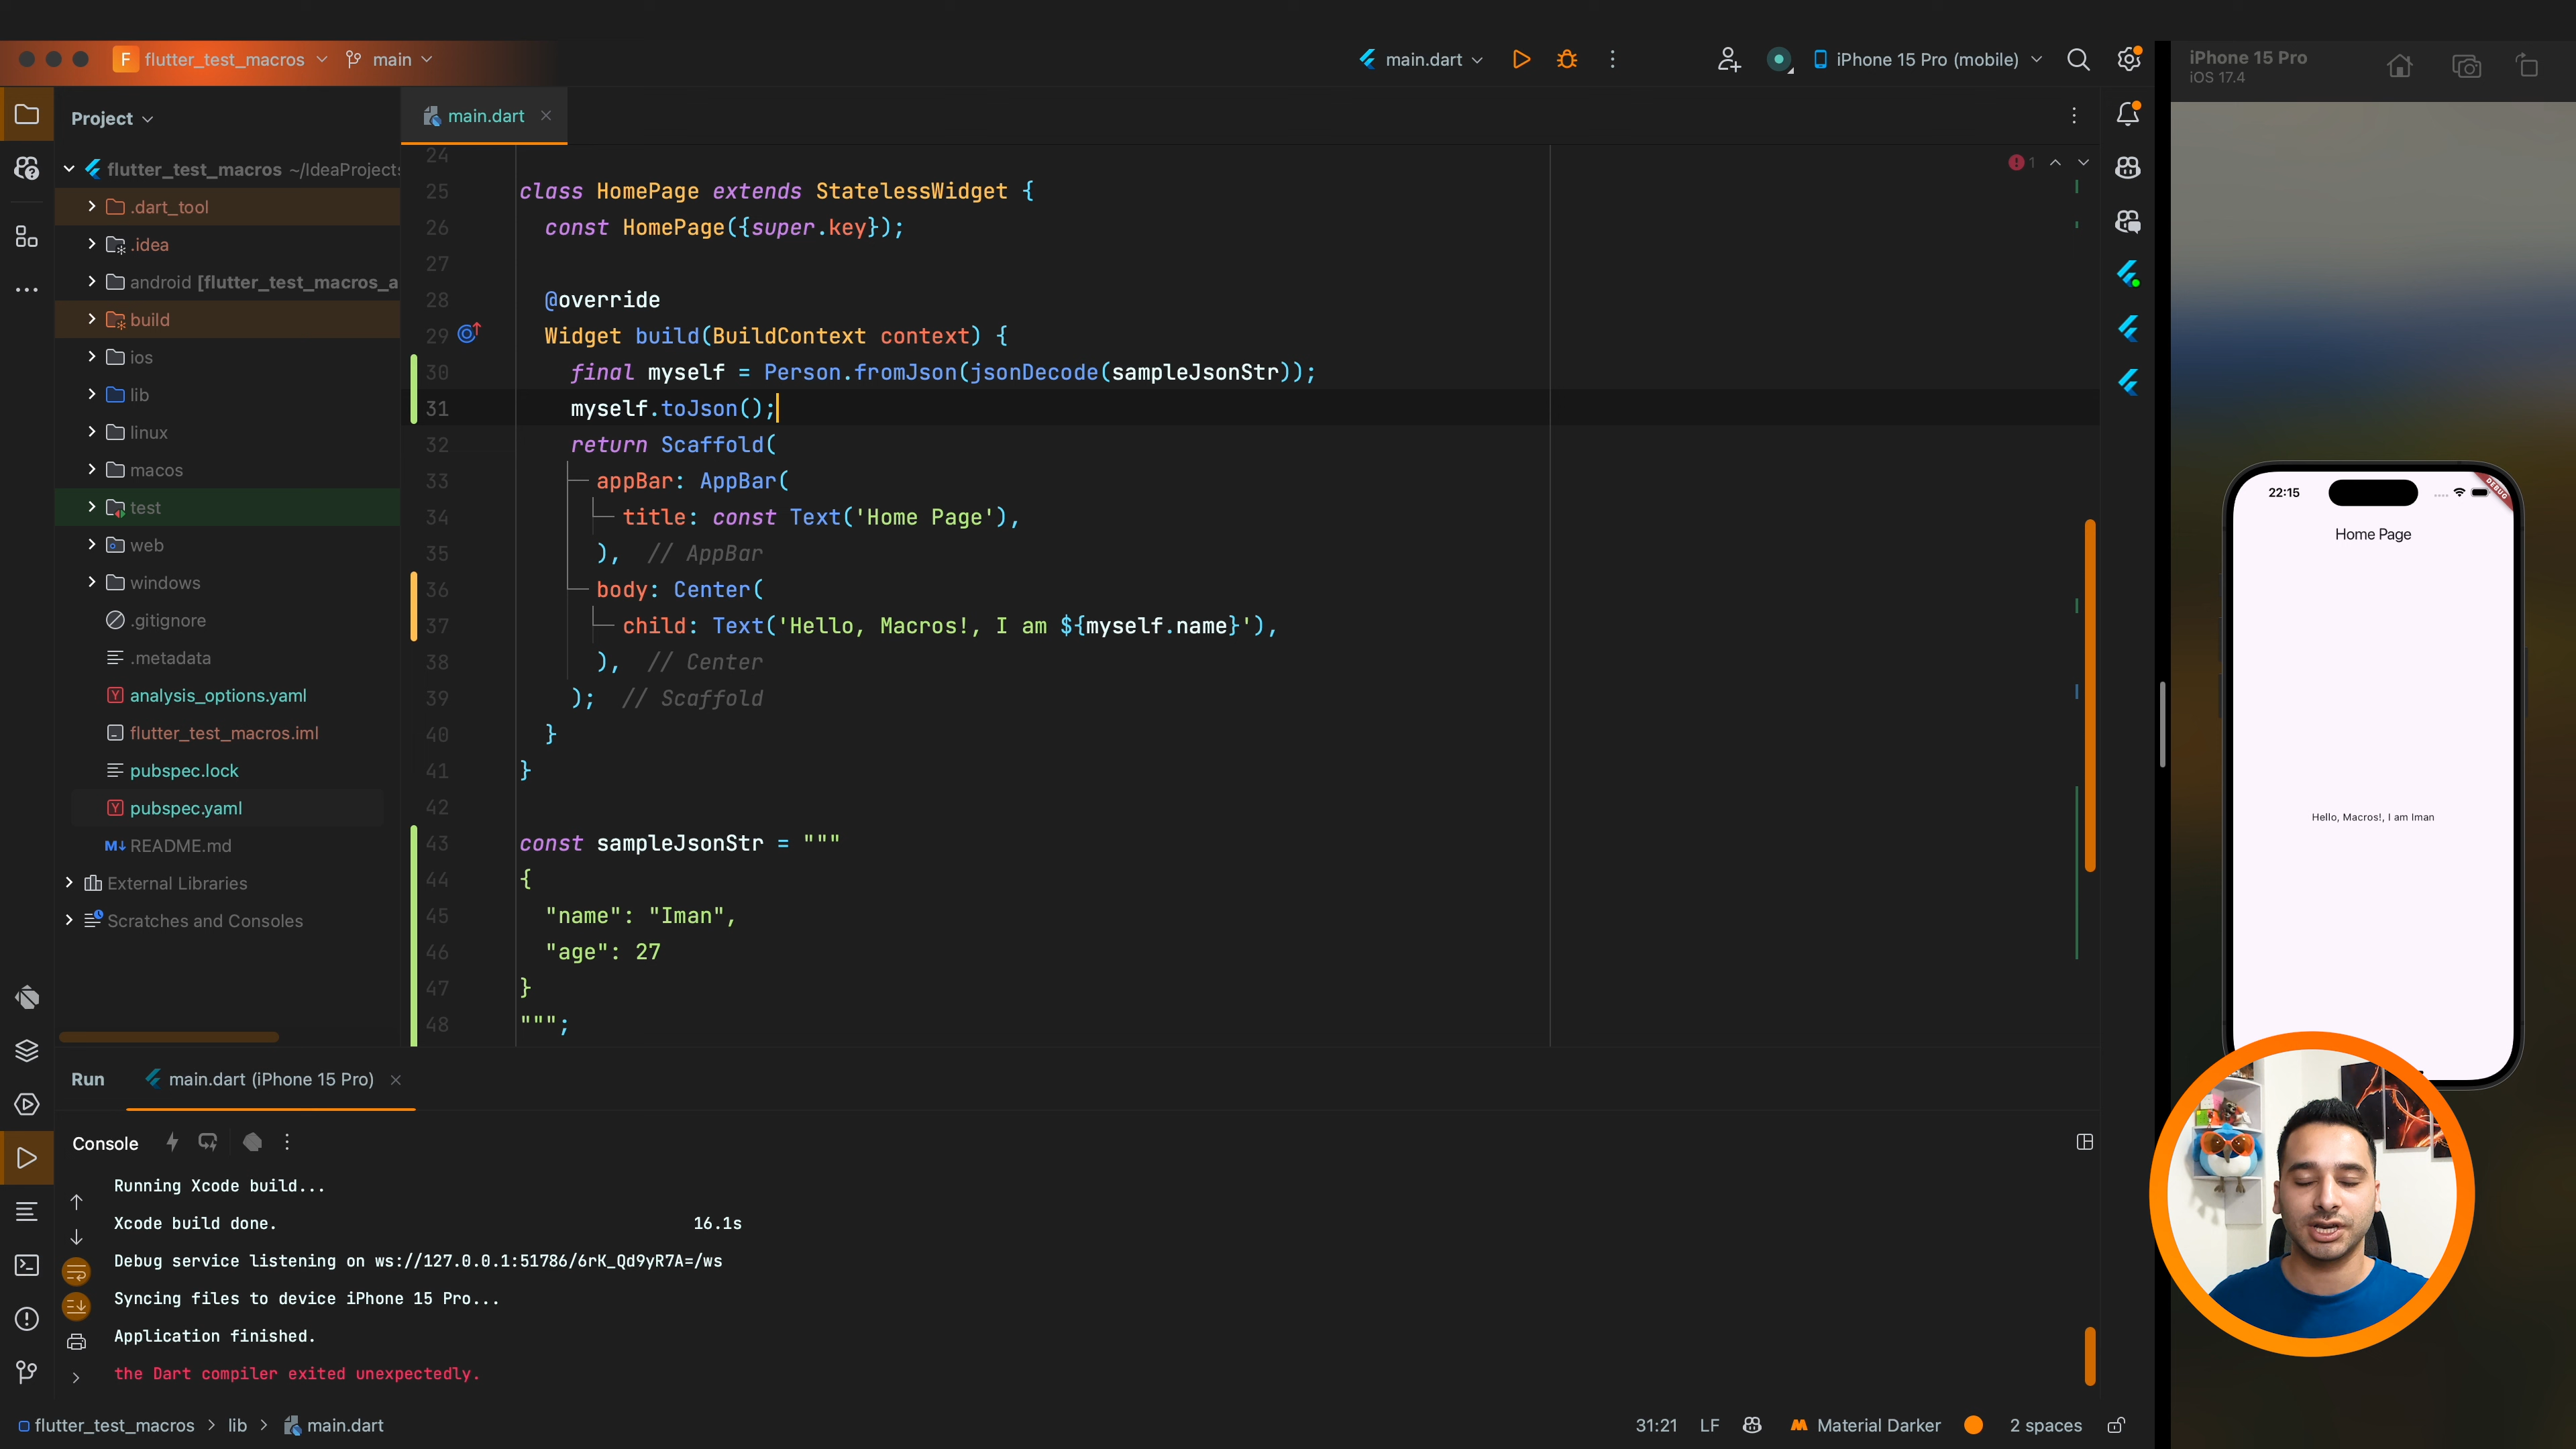 F flutter_test_macros main main.dart iPhone 15 Pro (mobile)
iPhone 15 Pro
iOS 17.4
Project
main.dart
flutter_test_macros ~/IdeaProjects
.dart_tool
.idea
android [flutter_test_macros_a
build
ios
lib
linux
macos
test
web
windows
.gitignore
.metadata
analysis_options.yaml
flutter_test_macros.iml
pubspec.lock
pubspec.yaml
README.md
External Libraries
Scratches and Consoles
1
24
25 class HomePage extends StatelessWidget {
26 const HomePage({super.key});
27
28 @override
29 Widget build(BuildContext context) {
30 final myself = Person.fromJson(jsonDecode(sampleJsonStr));
31 myself.toJson();
32 return Scaffold(
33 appBar: AppBar(
34 title: const Text('Home Page'),
35 ), // AppBar
36 body: Center(
37 child: Text('Hello, Macros!, I am ${myself.name}'),
38 ), // Center
39 ); // Scaffold
40 }
41 }
42
43 const sampleJsonStr = """
44 {
45 "name": "Iman",
46 "age": 27
47 }
48 """;
22:15
DEBUG
Home Page
Hello, Macros!, I am Iman
Run main.dart (iPhone 15 Pro)
Console
Running Xcode build...
Xcode build done. 16.1s
Debug service listening on ws://127.0.0.1:51786/6rK_Qd9yR7A=/ws
Syncing files to device iPhone 15 Pro...
Application finished.
the Dart compiler exited unexpectedly.
flutter_test_macros > lib > main.dart
31:21 LF Material Darker 2 spaces